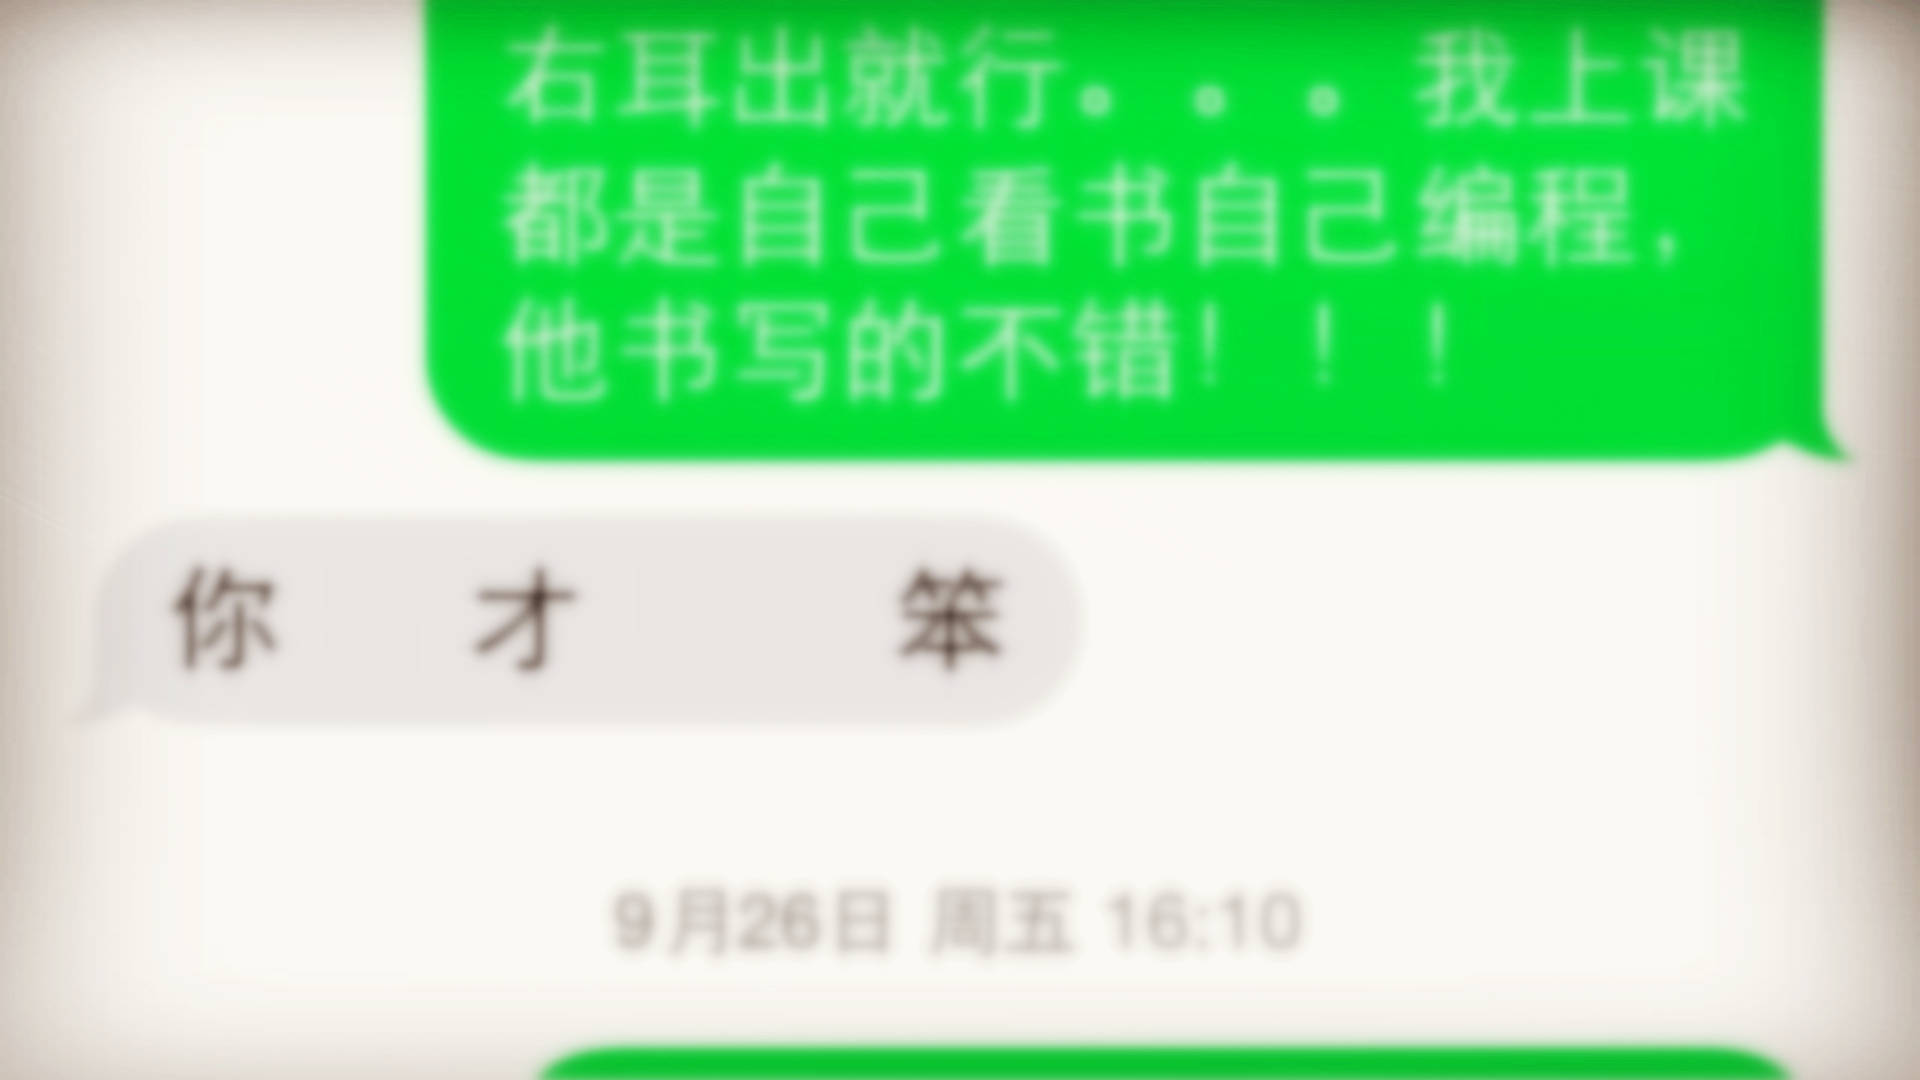 右耳出就行。。。我上课
都是自己看书自己编程，
他书写的不错！！！
你 才 笨
9月26日 周五 16:10